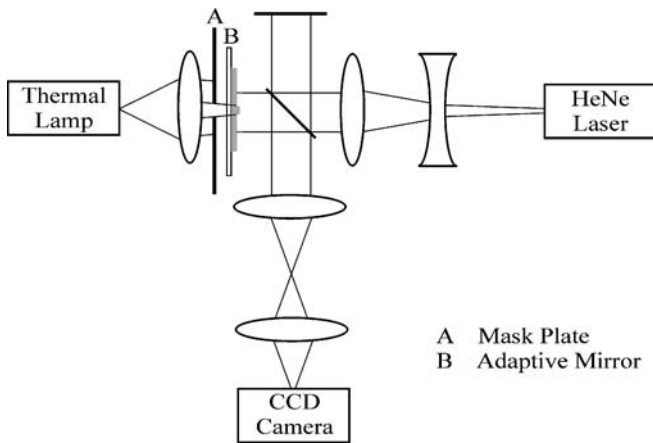 A
B
Thermal
Lamp
HeNe
Laser
A Mask Plate
B Adaptive Mirror
CCD
Camera